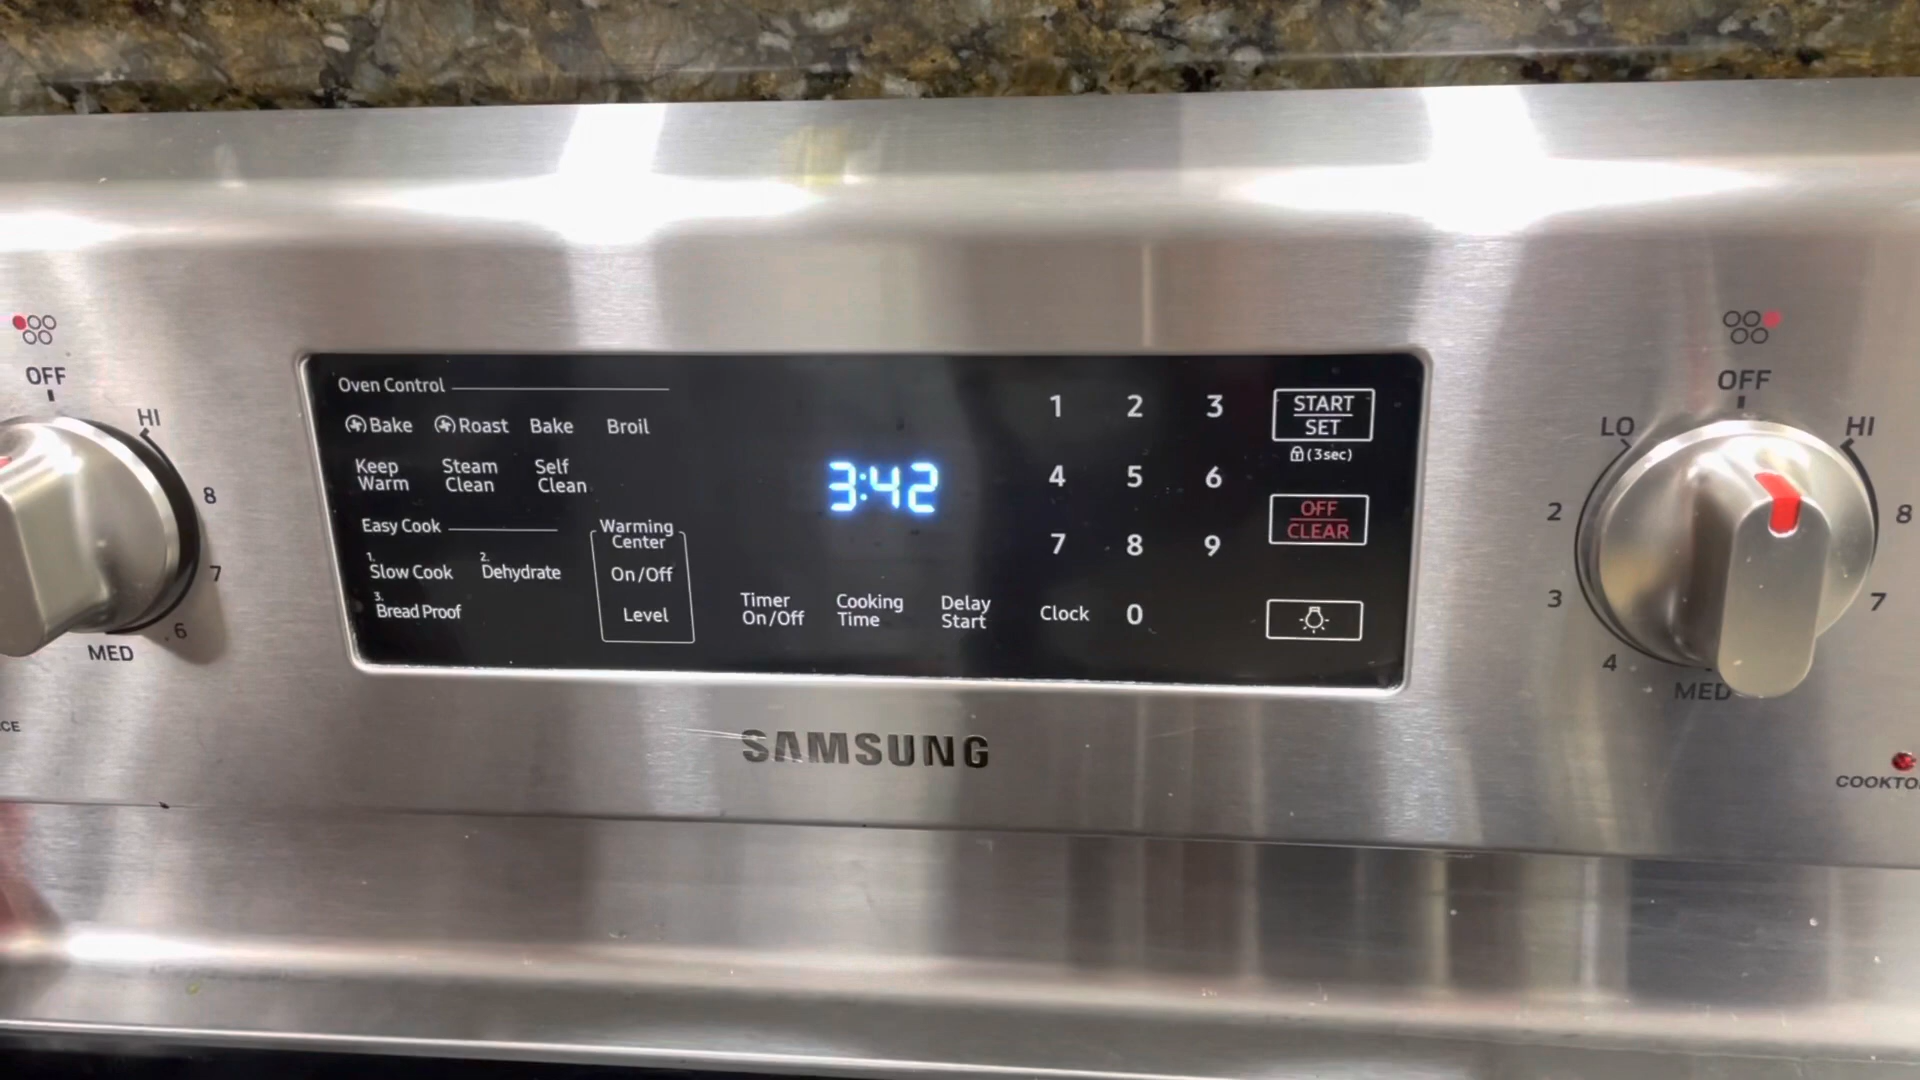 Oven Control
Bake Roast Bake Broil
Keep Warm
Steam Clean
Self Clean
Easy Cook
1. Slow Cook
2. Dehydrate
3. Bread Proof
Warming Center
On/Off
Level
3:42
Timer On/Off
Cooking Time
Delay Start
1 2 3
4 5 6
7 8 9
Clock 0
START
SET
(3sec)
OFF
CLEAR
SAMSUNG
OFF
HI
8
7
6
MED
OFF
LO
HI
2
8
3
7
4
MED